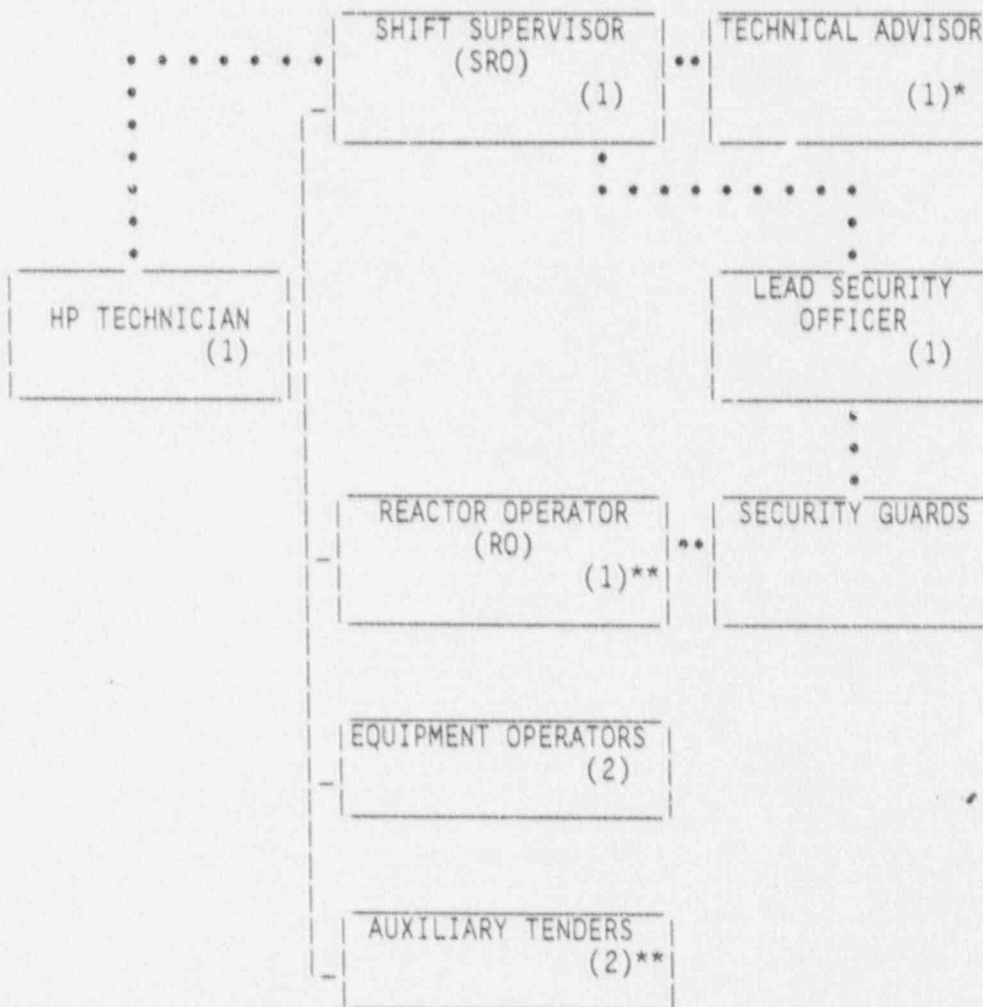 SHIFT SUPERVISOR
(SRO)
(1)
TECHNICAL ADVISOR
(1)*
HP TECHNICIAN
(1)
LEAD SECURITY
OFFICER
(1)
REACTOR OPERATOR
(RO)
(1)**
SECURITY GUARDS
EQUIPMENT OPERATORS
(2)
AUXILIARY TENDERS
(2)**